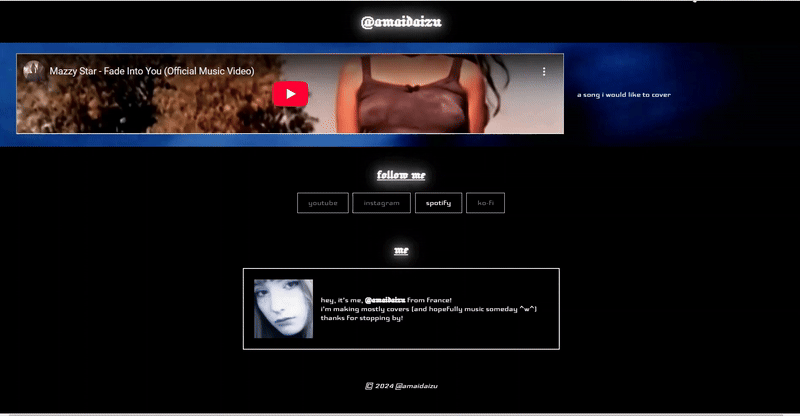 @amaidaizu
Mazzy Star - Fade Into You (Official Music Video)
a song i would like to cover
follow me
youtube
instagram
spotify
ko-fi
me
hey, it's me, @amaidaizu from France!
i'm making mostly covers (and hopefully music someday ^w^)
thanks for stopping by!
© 2024 @amaidaizu